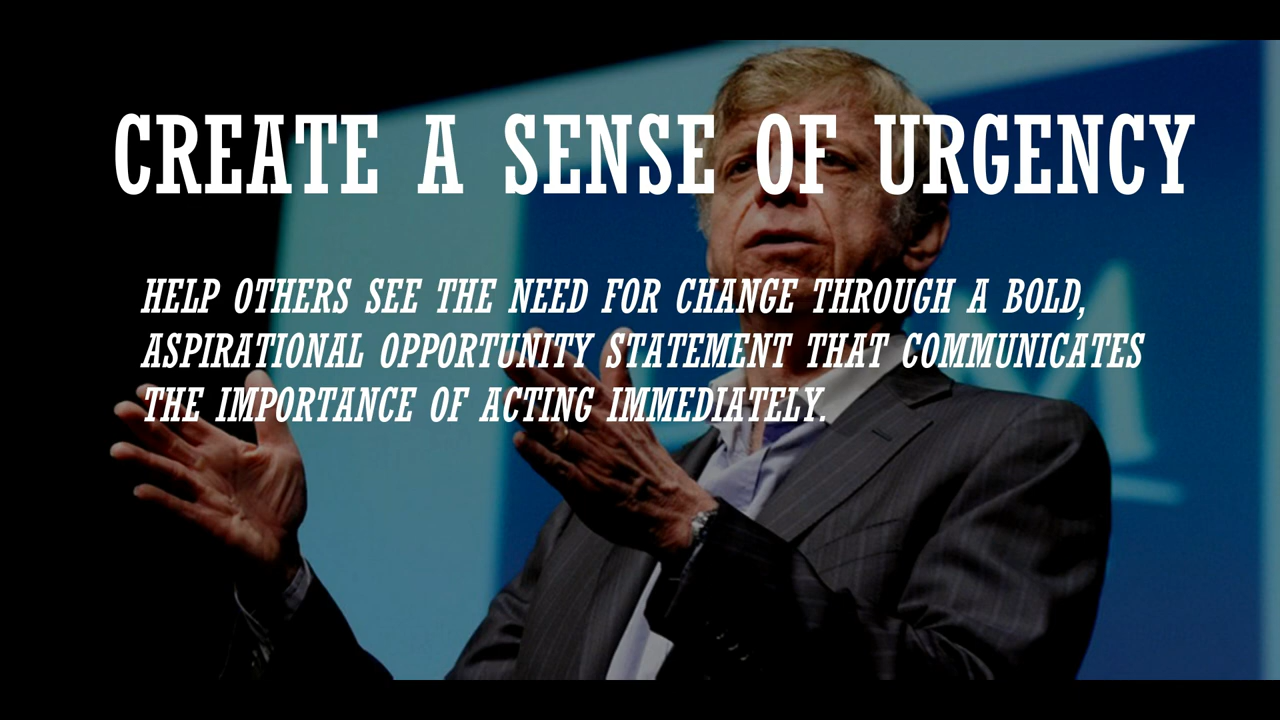 CREATE A SENSE OF URGENCY
HELP OTHERS SEE THE NEED FOR CHANGE THROUGH A BOLD,
ASPIRATIONAL OPPORTUNITY STATEMENT THAT COMMUNICATES
THE IMPORTANCE OF ACTING IMMEDIATELY.